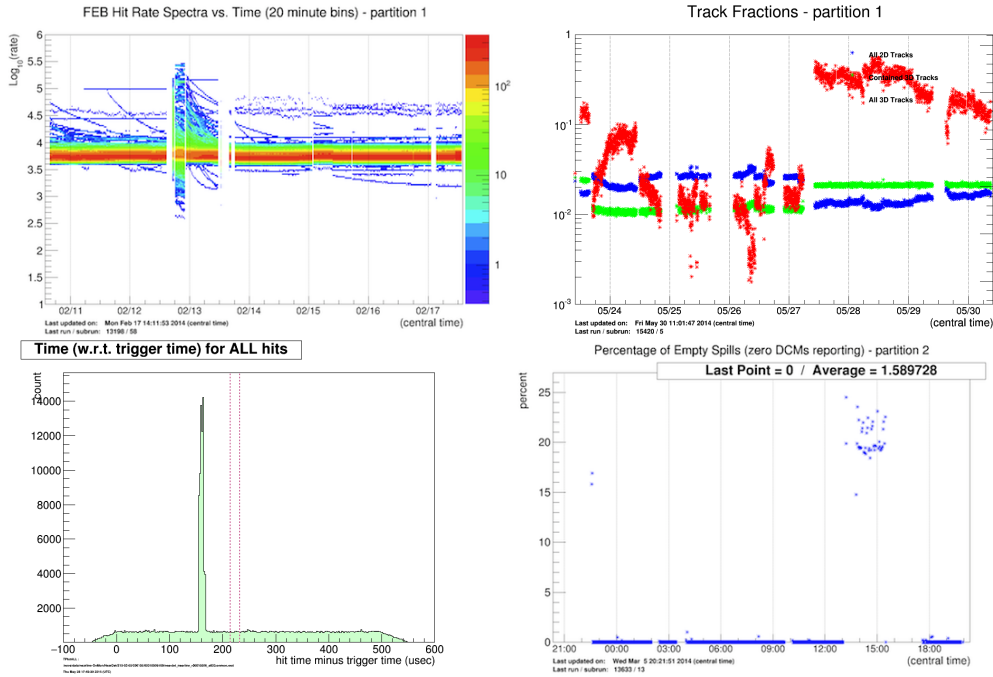 FEB Hit Rate Spectra vs. Time (20 minute bins) - partition 1
Log10(rate)
6
5.5
5
4.5
4
3.5
3
2.5
2
1.5
1
10²
10
1
02/11 02/12 02/13 02/14 02/15 02/16 02/17
(central time)
Last updated on: Mon Feb 17 14:11:53 2014 (central time)
Last run / subrun: 13198 / 58
Track Fractions - partition 1
1
10⁻¹
10⁻²
10⁻³
All 2D Tracks
All 3D Tracks
05/24 05/25 05/26 05/27 05/28 05/29 05/30
(central time)
Last updated on: Fri May 30 11:01:47 2014 (central time)
Last run / subrun: 15420 / 5
Time (w.r.t. trigger time) for ALL hits
count
14000
12000
10000
8000
6000
4000
2000
−100 0 100 200 300 400 500 600
hit time minus trigger time (usec)
Percentage of Empty Spills (zero DCMs reporting) - partition 2
Last Point = 0 / Average = 1.589728
percent
25
20
15
10
5
0
21:00 00:00 03:00 06:00 09:00 12:00 15:00 18:00
(central time)
Last updated on: Wed Mar 5 20:21:51 2014 (central time)
Last run / subrun: 13633 / 13